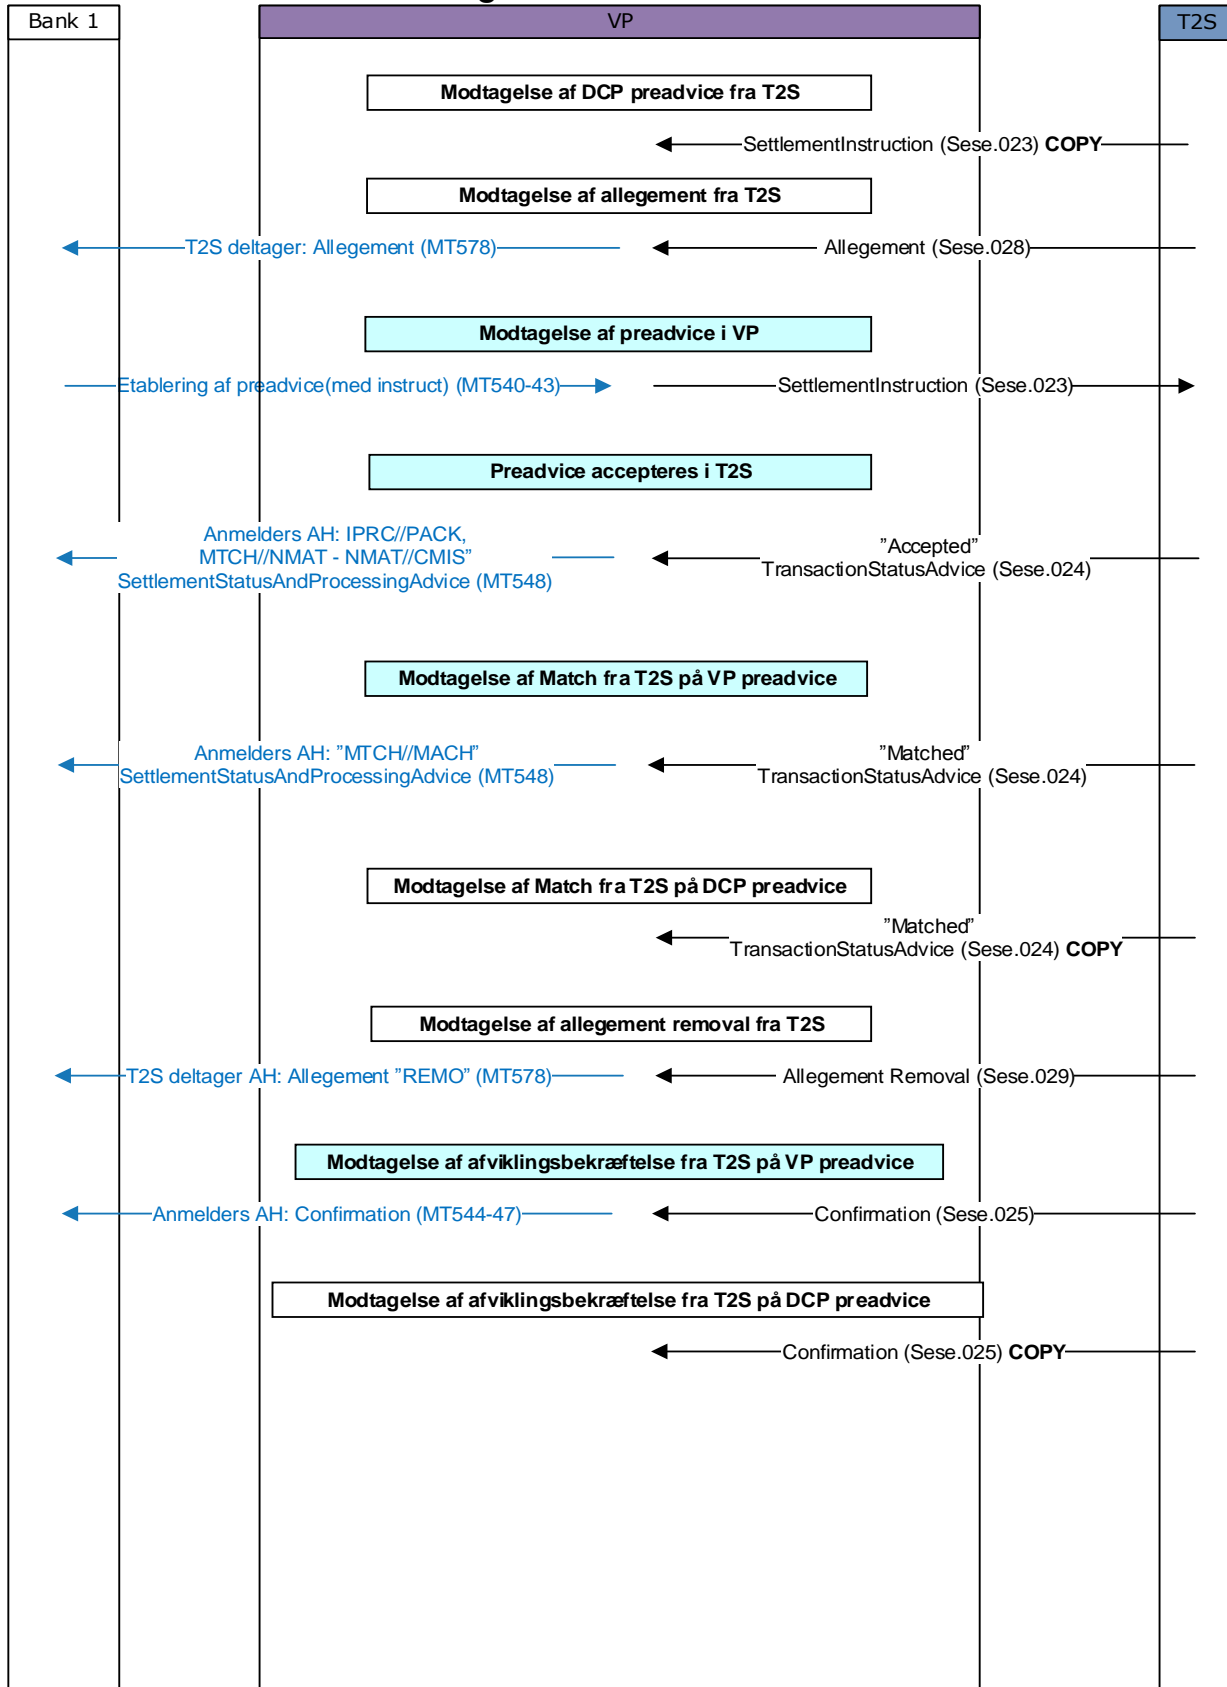 Bank 1
VP
T2S
Modtagelse af DCP preadvice fra T2S
SettlementInstruction (Sese.023) COPY
Modtagelse af allegement fra T2S
T2S deltager: Allegement (MT578)
Allegement (Sese.028)
Modtagelse af preadvice i VP
Etablering af preadvice(med instruct) (MT540-43)
SettlementInstruction (Sese.023)
Preadvice accepteres i T2S
Anmelders AH: IPRC//PACK,
MTCH//NMAT - NMAT//CMIS”
SettlementStatusAndProcessingAdvice (MT548)
”Accepted”
TransactionStatusAdvice (Sese.024)
Modtagelse af Match fra T2S på VP preadvice
Anmelders AH: ”MTCH//MACH”
SettlementStatusAndProcessingAdvice (MT548)
”Matched”
TransactionStatusAdvice (Sese.024)
Modtagelse af Match fra T2S på DCP preadvice
”Matched”
TransactionStatusAdvice (Sese.024) COPY
Modtagelse af allegement removal fra T2S
T2S deltager AH: Allegement ”REMO” (MT578)
Allegement Removal (Sese.029)
Modtagelse af afviklingsbekræftelse fra T2S på VP preadvice
Anmelders AH: Confirmation (MT544-47)
Confirmation (Sese.025)
Modtagelse af afviklingsbekræftelse fra T2S på DCP preadvice
Confirmation (Sese.025) COPY